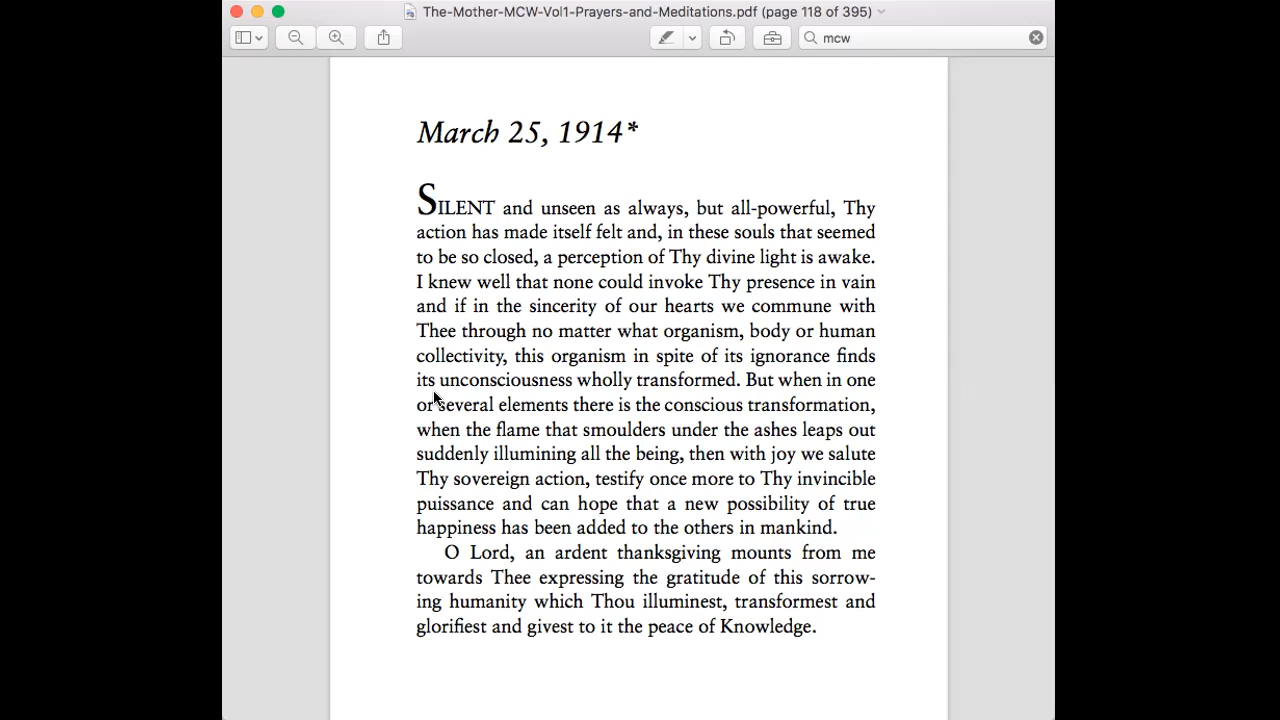 The-Mother-MCW-Vol1-Prayers-and-Meditations.pdf (page 118 of 395)
mcw
March 25, 1914*
SILENT and unseen as always, but all-powerful, Thy
action has made itself felt and, in these souls that seemed
to be so closed, a perception of Thy divine light is awake.
I knew well that none could invoke Thy presence in vain
and if in the sincerity of our hearts we commune with
Thee through no matter what organism, body or human
collectivity, this organism in spite of its ignorance finds
its unconsciousness wholly transformed. But when in one
or several elements there is the conscious transformation,
when the flame that smoulders under the ashes leaps out
suddenly illumining all the being, then with joy we salute
Thy sovereign action, testify once more to Thy invincible
puissance and can hope that a new possibility of true
happiness has been added to the others in mankind.
O Lord, an ardent thanksgiving mounts from me
towards Thee expressing the gratitude of this sorrow-
ing humanity which Thou illuminest, transformest and
glorifiest and givest to it the peace of Knowledge.